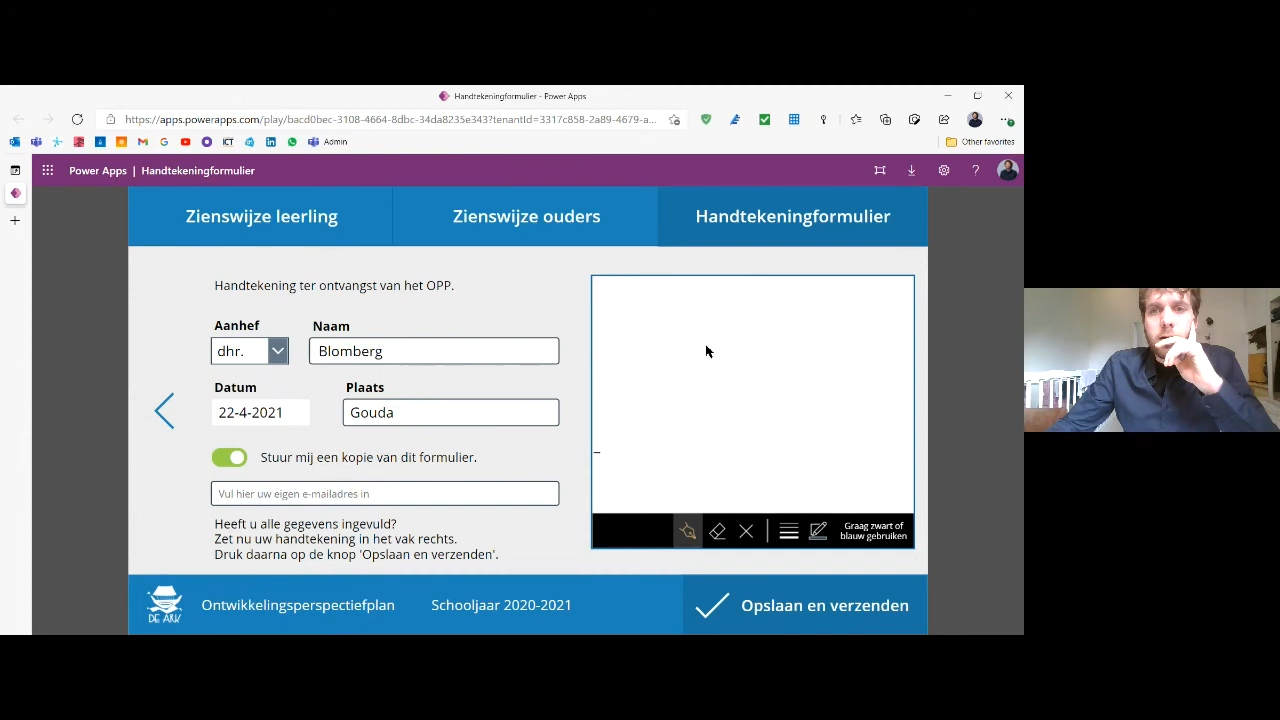 Handtekeningformulier - Power Apps
https://apps.powerapps.com/play/bacd0bec-3108-4664-8dbc-34da8235e343?tenantId=3317c858-2a89-4679-a...
ICT
Admin
Other favorites
Power Apps | Handtekeningformulier
Zienswijze leerling
Zienswijze ouders
Handtekeningformulier
Handtekening ter ontvangst van het OPP.
Aanhef
Naam
dhr.
Blomberg
Datum
Plaats
22-4-2021
Gouda
Stuur mij een kopie van dit formulier.
Vul hier uw eigen e-mailadres in
Heeft u alle gegevens ingevuld?
Zet nu uw handtekening in het vak rechts.
Druk daarna op de knop 'Opslaan en verzenden'.
Graag zwart of
blauw gebruiken
DE ARK
Ontwikkelingsperspectiefplan
Schooljaar 2020-2021
Opslaan en verzenden